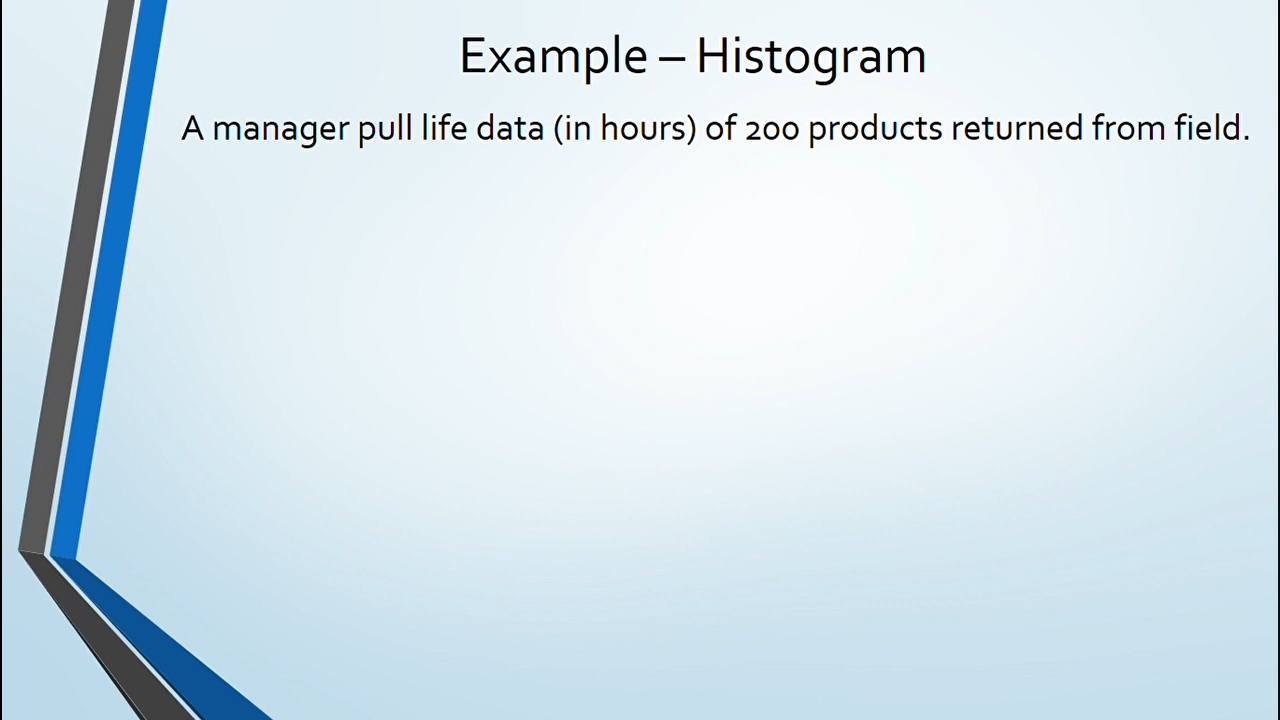 Example – Histogram
A manager pull life data (in hours) of 200 products returned from field.